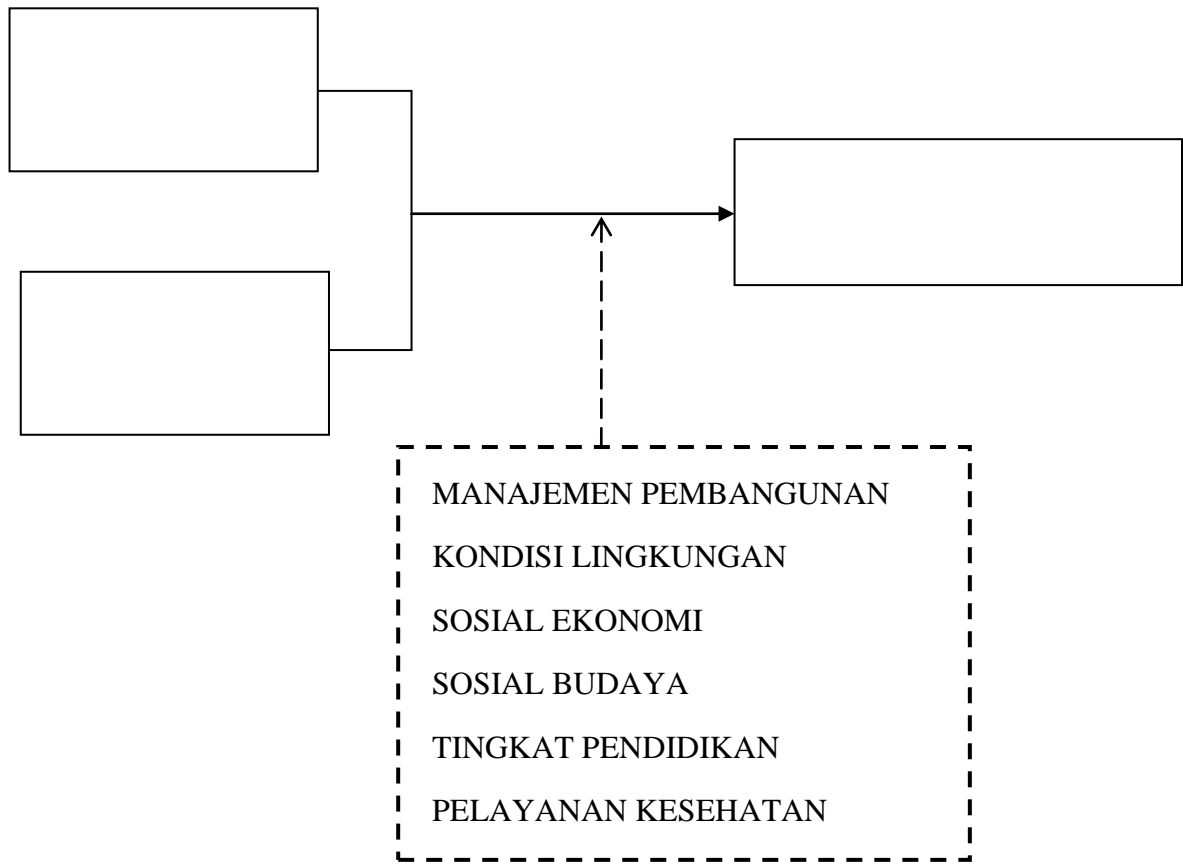 MANAJEMEN PEMBANGUNAN
KONDISI LINGKUNGAN
SOSIAL EKONOMI
SOSIAL BUDAYA
TINGKAT PENDIDIKAN
PELAYANAN KESEHATAN